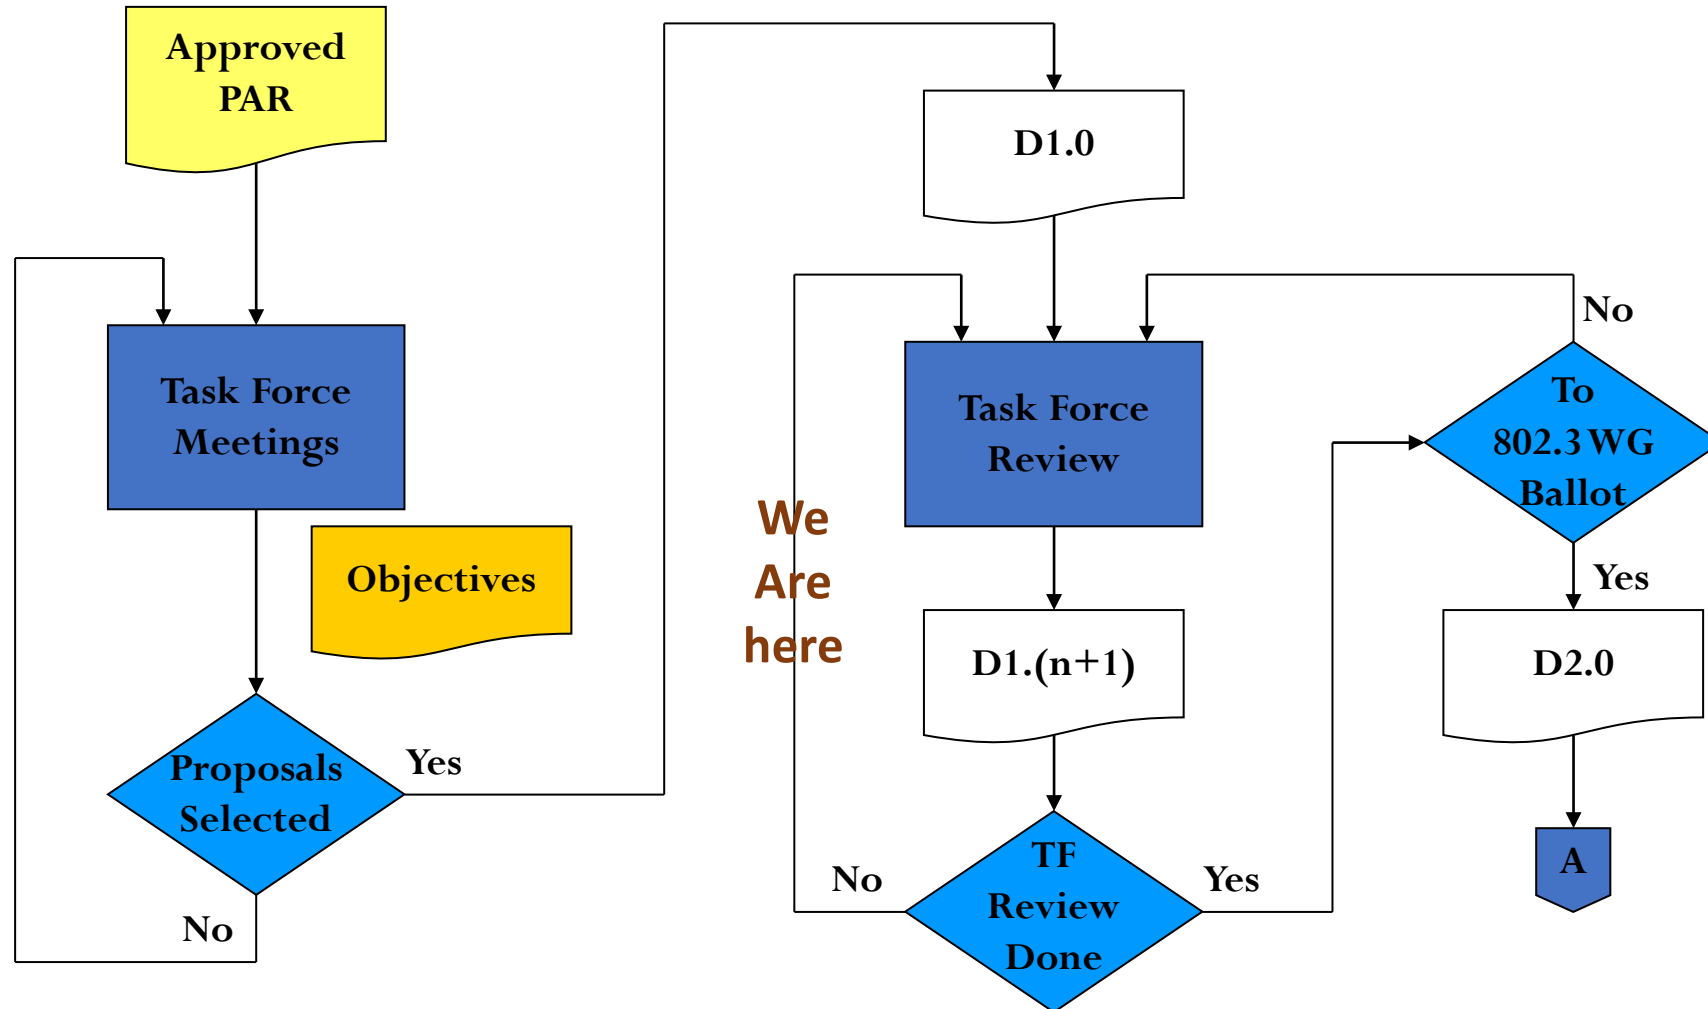 Approved
PAR
Task Force
Meetings
Objectives
Proposals
Selected
Yes
No
D1.0
Task Force
Review
We
Are
here
D1.(n+1)
TF
Review
Done
No
Yes
To
802.3 WG
Ballot
No
Yes
D2.0
A